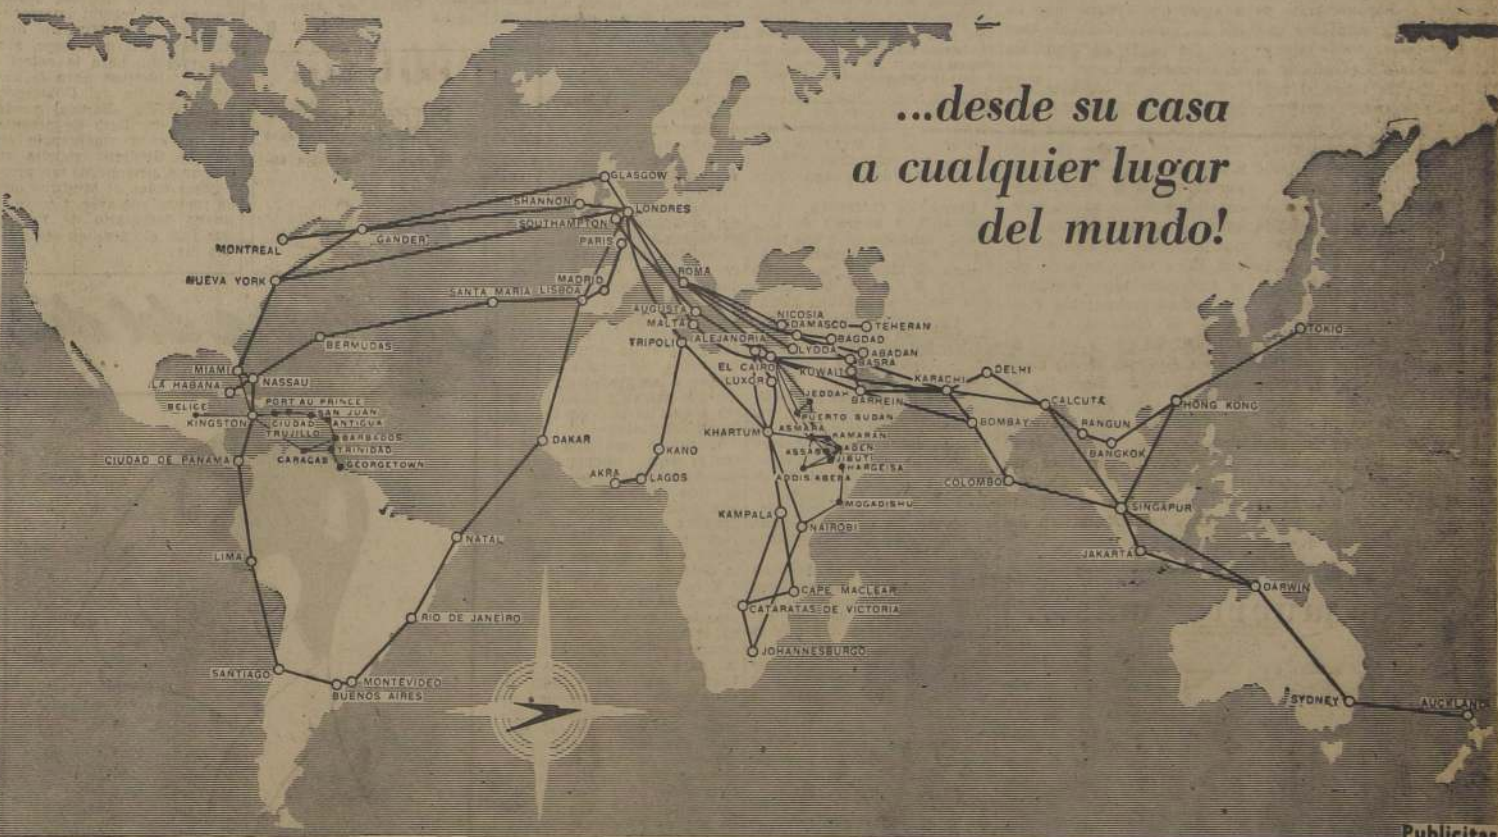 ...desde su casa
a cualquier lugar
del mundo!
GLASGOW
SHANNON
LONDRES
SOUTHAMPTON
GANDER
MONTREAL
PARIS
NUEVA YORK
ROMA
MADRID
SANTA MARIA
LISBOA
AUGUSTA
NICOSIA
MALTA
DAMASCO
TEHERAN
TOKIO
BERMUDAS
TRIPOLI
ALEJANDRIA
BAGDAD
LYDDA
ABADAN
BASRA
MIAMI
EL CAIRO
KUWAIT
DELHI
LA HABANA
NASSAU
LUXOR
KARACHI
JEDDAH
BARHEIN
CALCUTA
HONG KONG
BELICE
PORT AU PRINCE
SAN JUAN
PUERTO SUDAN
KINGSTON
CIUDAD
TRUJILLO
ANTIGUA
BOMBAY
RANGUN
KHARTUM
ASMARA
KAMARAN
BARBADOS
DAKAR
TRINIDAD
KANO
ASSAB
ADEN
BANGKOK
CIUDAD DE PANAMA
CARACAS
JIBUTI
GEORGETOWN
HARGEISA
AKRA
LAGOS
ADDIS ABEBA
COLOMBO
MOGADISHU
SINGAPUR
KAMPALA
NAIROBI
NATAL
LIMA
JAKARTA
DARWIN
CAPE MACLEAR
CATARATAS DE VICTORIA
RIO DE JANEIRO
JOHANNESBURGO
SANTIAGO
MONTEVIDEO
BUENOS AIRES
SYDNEY
AUCKLAND